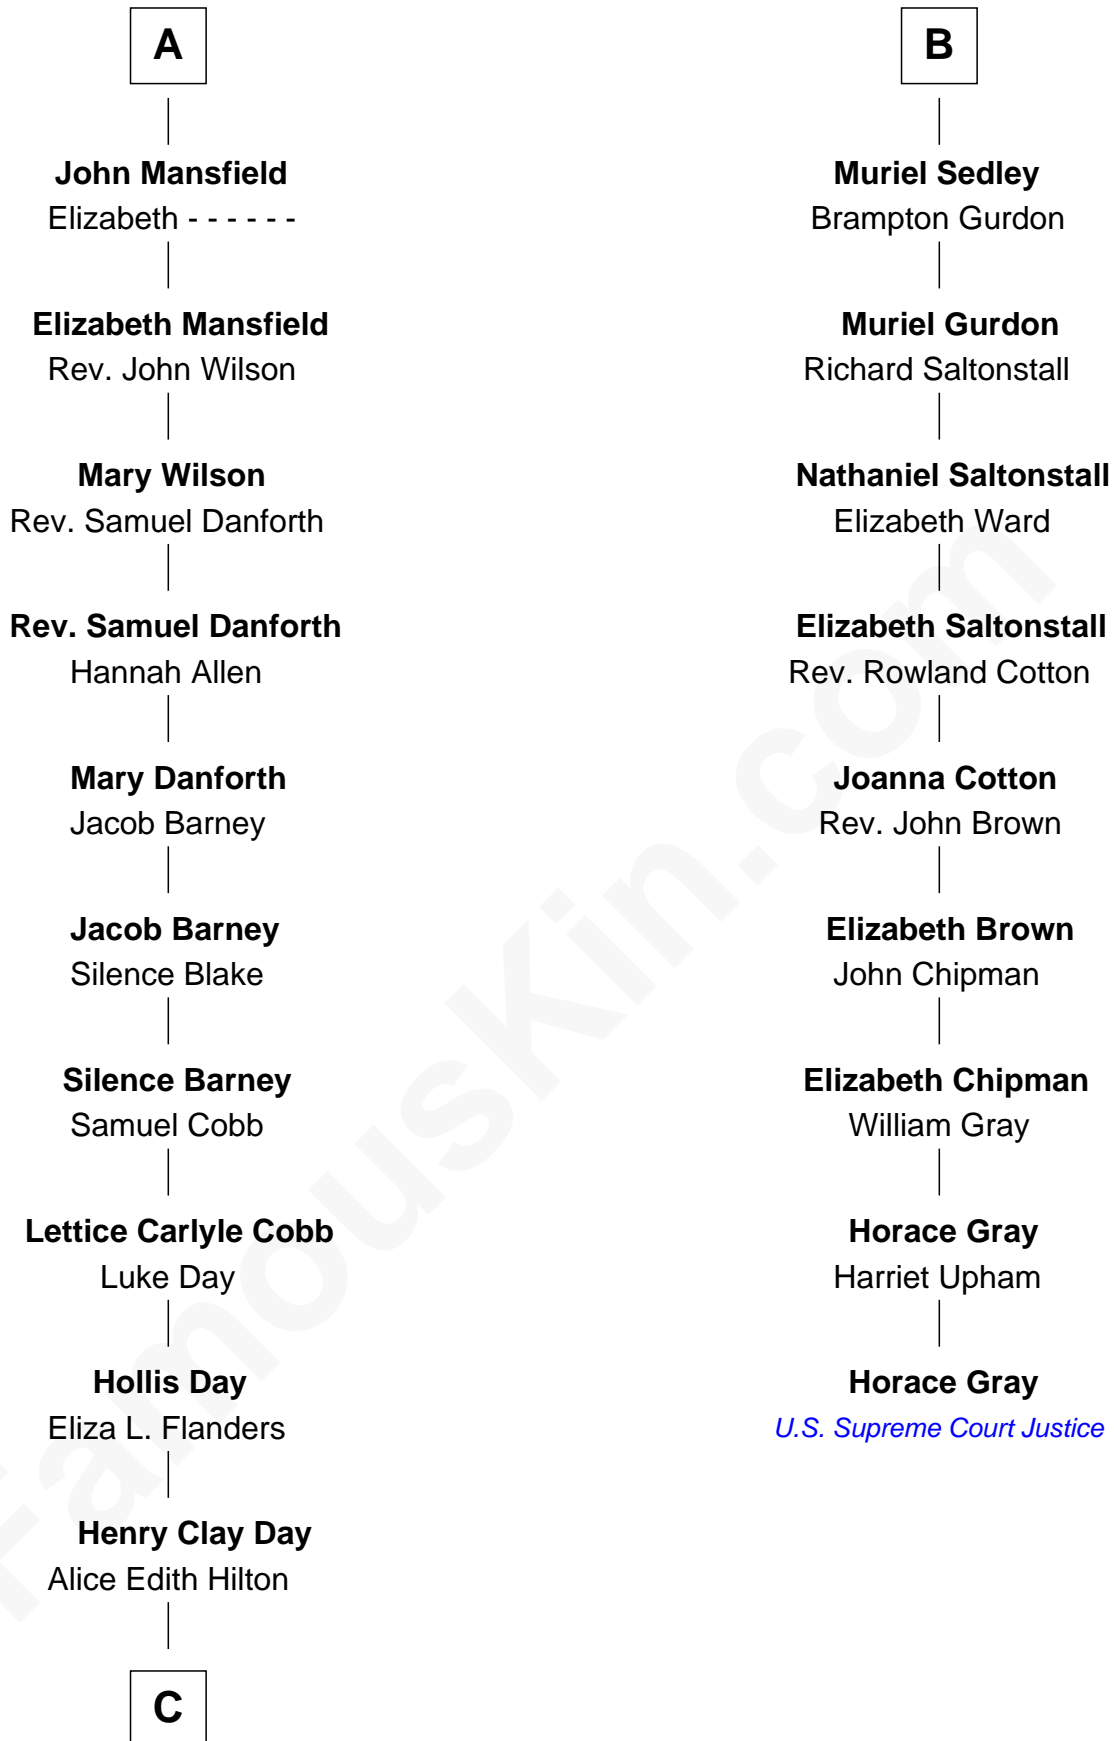 A
John Mansfield
Elizabeth - - - - - -
Elizabeth Mansfield
Rev. John Wilson
Mary Wilson
Rev. Samuel Danforth
Rev. Samuel Danforth
Hannah Allen
Mary Danforth
Jacob Barney
Jacob Barney
Silence Blake
Silence Barney
Samuel Cobb
Lettice Carlyle Cobb
Luke Day
Hollis Day
Eliza L. Flanders
Henry Clay Day
Alice Edith Hilton
C
B
Muriel Sedley
Brampton Gurdon
Muriel Gurdon
Richard Saltonstall
Nathaniel Saltonstall
Elizabeth Ward
Elizabeth Saltonstall
Rev. Rowland Cotton
Joanna Cotton
Rev. John Brown
Elizabeth Brown
John Chipman
Elizabeth Chipman
William Gray
Horace Gray
Harriet Upham
Horace Gray
U.S. Supreme Court Justice
FamousKin.com